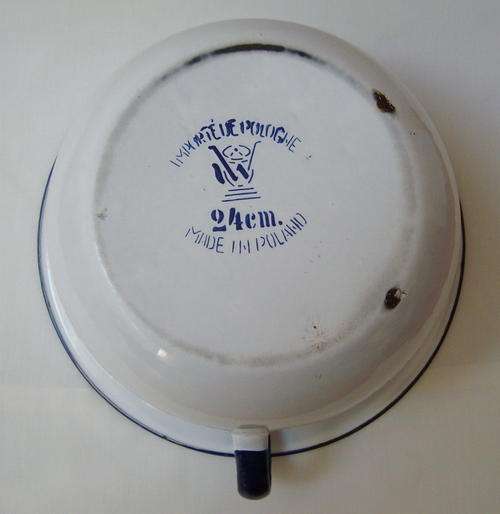 IMPORTÉ DE POLOGNE
24cm.
MADE IN POLAND